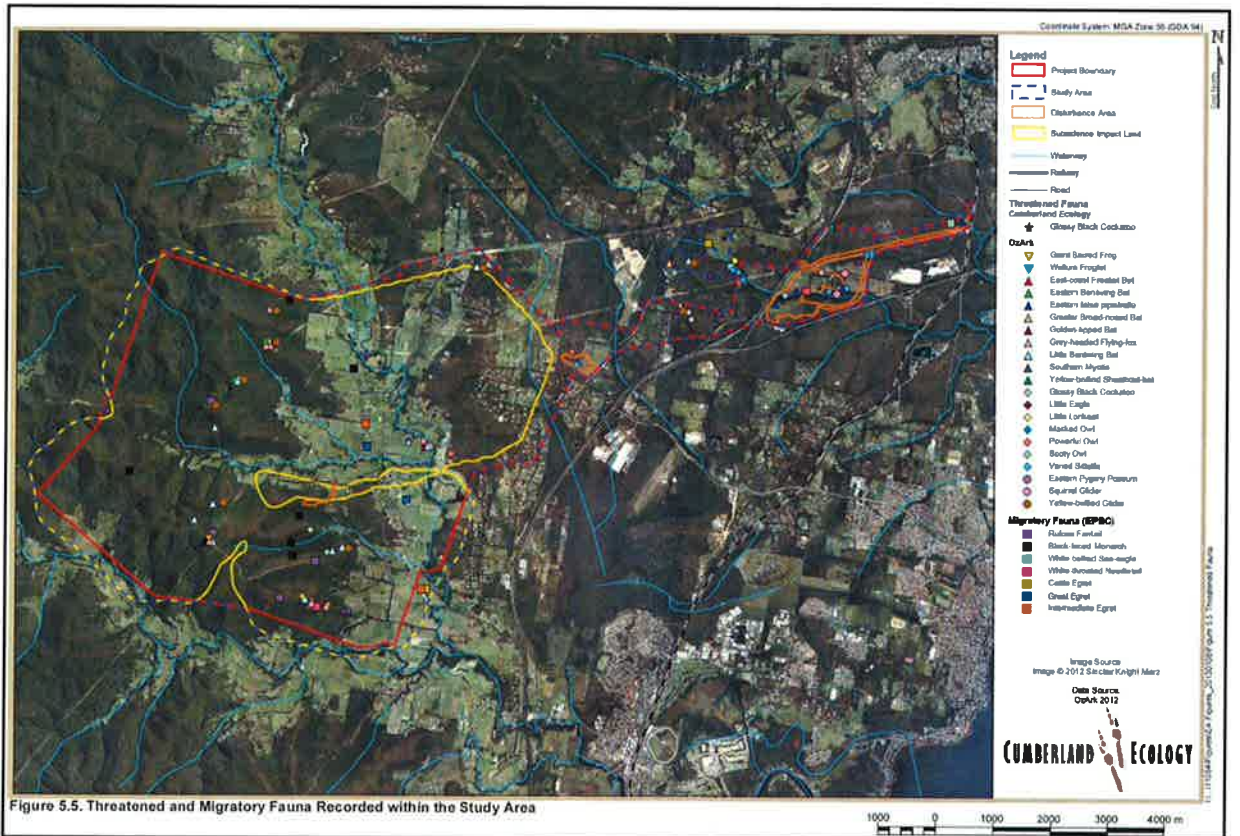 Coordinate System: MGA Zone 56 (GDA 94)
N
Grid North
Legend
Project Boundary
Study Area
Disturbance Area
Subsidence Impact Land
Waterway
Railway
Road
Threatened Fauna
Cumberland Ecology
Glossy Black Cockatoo
OzArk
Giant Barred Frog
Wallum Froglet
East-coast Freetail Bat
Eastern Bentwing Bat
Eastern false pipistrelle
Greater Broad-nosed Bat
Golden-tipped Bat
Grey-headed Flying-fox
Little Bentwing Bat
Southern Myotis
Yellow-bellied Sheathtail-bat
Glossy Black Cockatoo
Little Eagle
Little Lorikeet
Masked Owl
Powerful Owl
Sooty Owl
Varied Sittella
Eastern Pygmy Possum
Squirrel Glider
Yellow-bellied Glider
Migratory Fauna (EPBC)
Rufous Fantail
Black-faced Monarch
White-bellied Sea-eagle
White-throated Needletail
Cattle Egret
Great Egret
Intermediate Egret
Image Source
Image © 2012 Sinclair Knight Merz
Data Source
OzArk 2012
CUMBERLAND ECOLOGY
Figure 5.5. Threatened and Migratory Fauna Recorded within the Study Area
1000 0 1000 2000 3000 4000 m